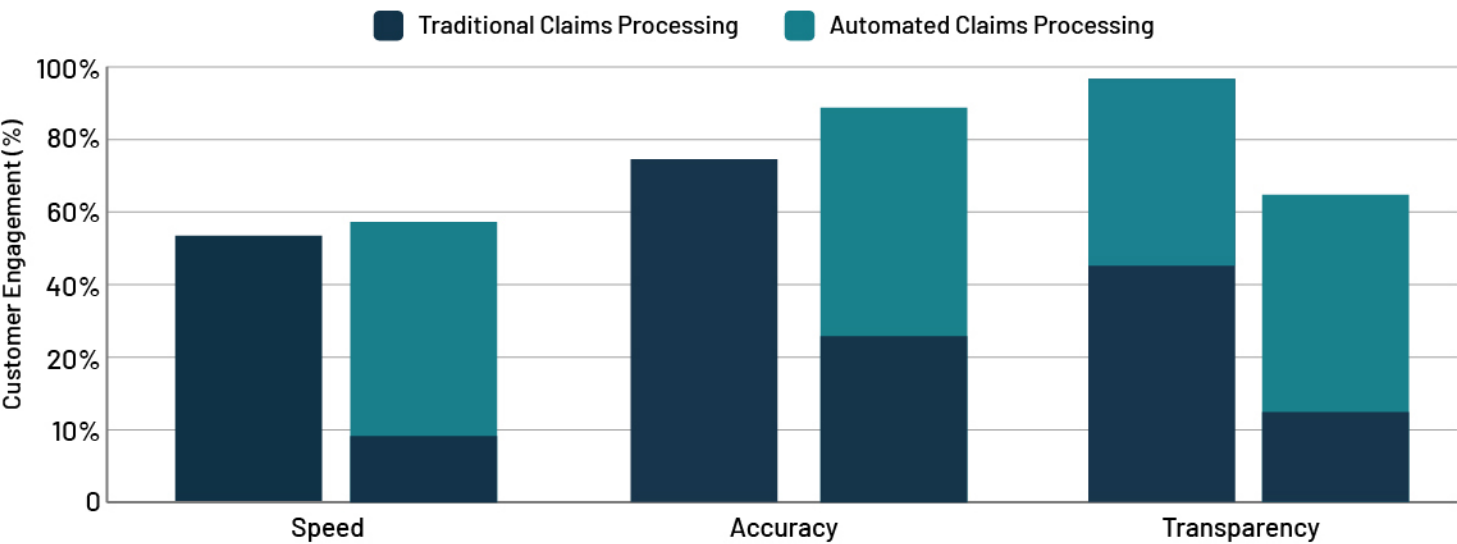 Traditional Claims Processing
Automated Claims Processing
Customer Engagement (%)
100%
80%
60%
40%
20%
10%
0
Speed
Accuracy
Transparency